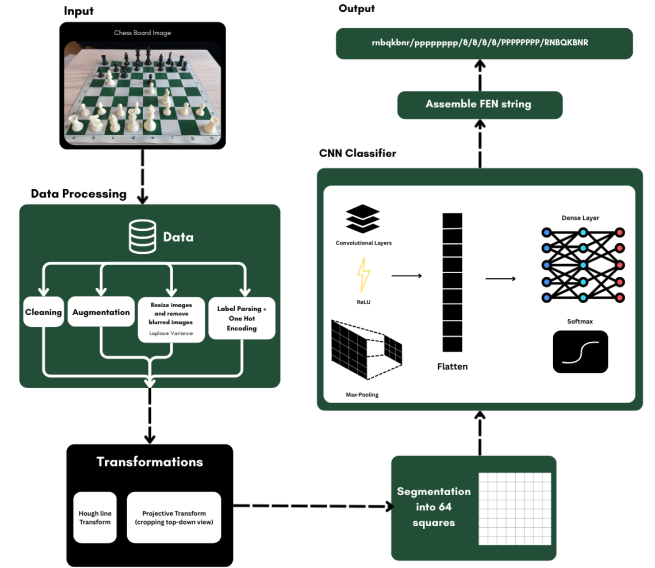 Input
Chess Board Image
Data Processing
Data
Cleaning
Augmentation
Resize images
and remove
blurred images
Laplace Variance
Label Parsing +
One Hot
Encoding
Transformations
Hough line
Transform
Projective Transform
(cropping top-down view)
Segmentation
into 64
squares
CNN Classifier
Convolutional Layers
ReLU
Max-Pooling
Flatten
Dense Layer
Softmax
Assemble FEN string
Output
rnbqkbnr/pppppppp/8/8/8/8/PPPPPPPP/RNBQKBNR